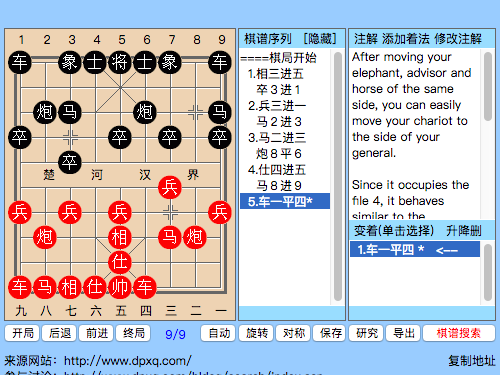 1 2 3 4 5 6 7 8 9
车 象 士 将 士 象 车
炮 马 炮 马
卒 卒 卒 卒
卒
楚 河 汉 界
兵
兵 兵 兵 兵
炮 相 马 炮
仕
车 马 相 仕 帅 车
九 八 七 六 五 四 三 二 一
棋谱序列 [隐藏]
====棋局开始
1.相三进五
卒３进１
2.兵三进一
马２进３
3.马二进三
炮８平６
4.仕四进五
马８进９
5.车一平四*
注解 添加着法 修改注解
After moving your
elephant, advisor and
horse of the same
side, you can easily
move your chariot to
the side of your
general.
Since it occupies the
file 4, it behaves
similar to the
变着(单击选择) 升降删
1.车一平四 * <--
开局 后退 前进 终局 9/9 自动 旋转 对称 保存 研究 导出 棋谱搜索
来源网站: http://www.dpxq.com/ 复制地址